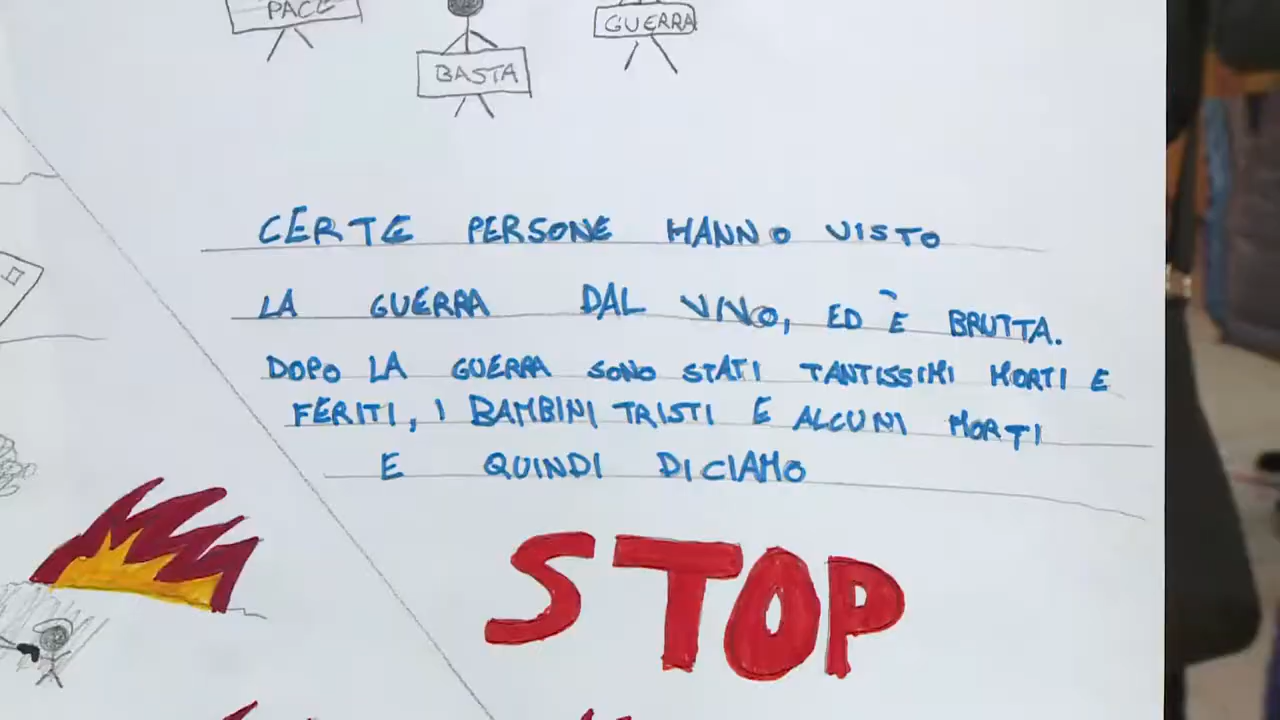 PACE
BASTA
GUERRA
CERTE PERSONE HANNO VISTO
LA GUERRA DAL VIVO, ED È BRUTTA.
DOPO LA GUERRA SONO STATI TANTISSIMI MORTI E
FERITI, I BAMBINI TRISTI E ALCUNI MORTI
E QUINDI DICIAMO
STOP